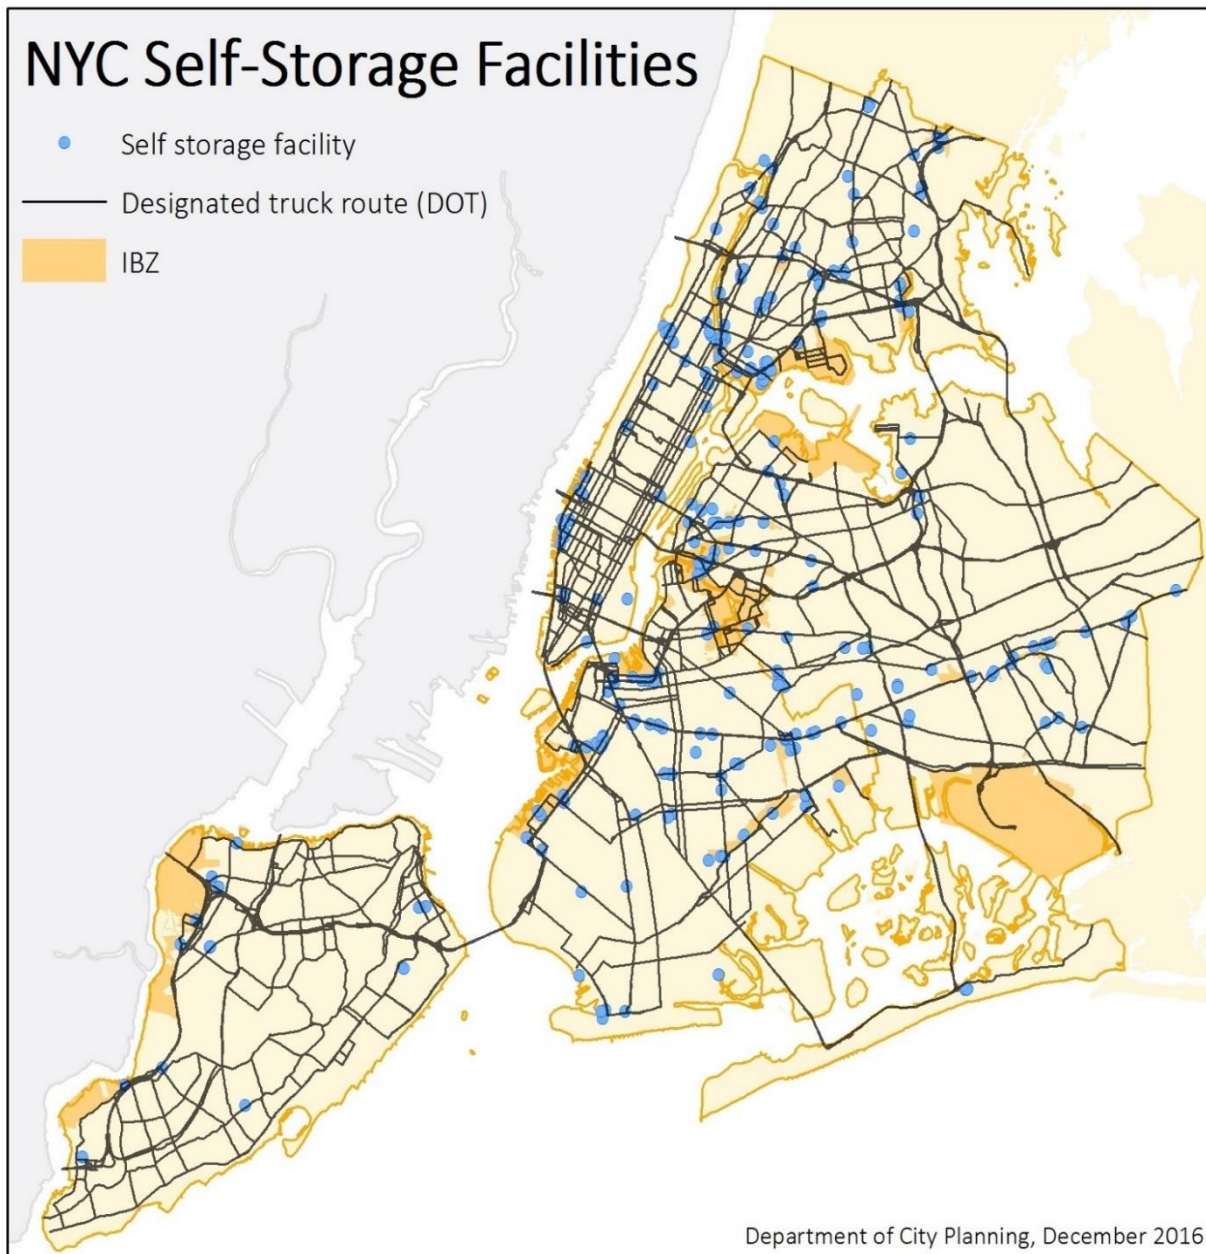 NYC Self-Storage Facilities
Self storage facility
Designated truck route (DOT)
IBZ
Department of City Planning, December 2016